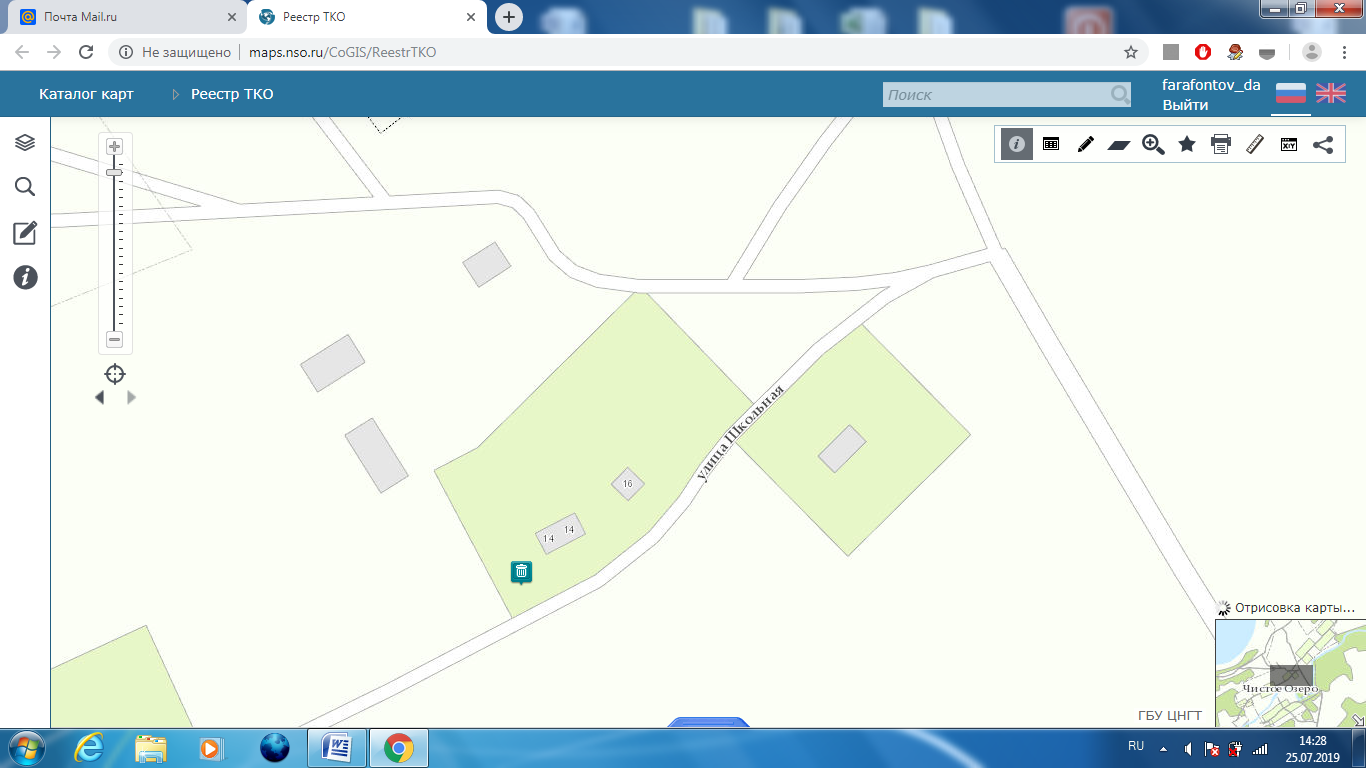 Почта Mail.ru
Реестр ТКО
Не защищено
maps.nso.ru/CoGIS/ReestrTKO
Каталог карт
Реестр ТКО
Поиск
farafontov_da
Выйти
улица Школьная
16
14
14
Отрисовка карты...
Чистое Озеро
ГБУ ЦНГТ
RU
14:28
25.07.2019